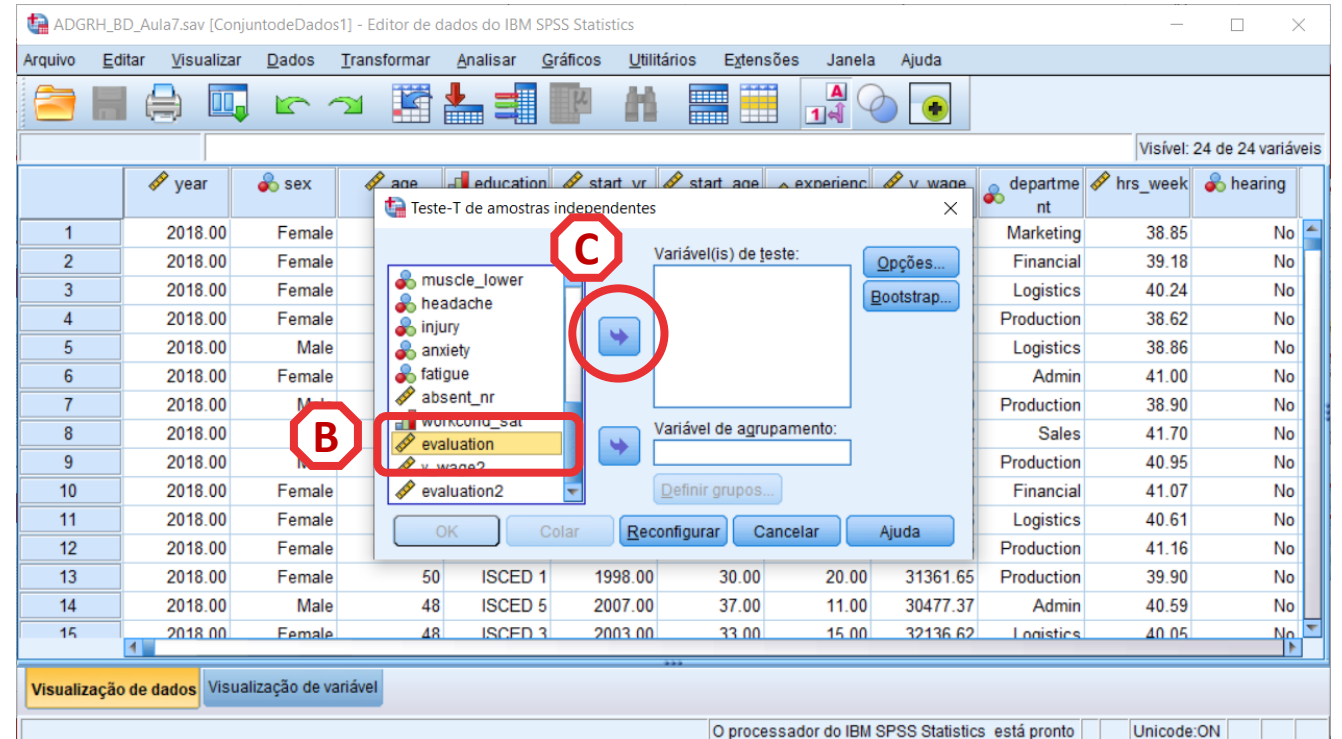 ADGRH_BD_Aula7.sav [ConjuntodeDados1] - Editor de dados do IBM SPSS Statistics
Arquivo Editar Visualizar Dados Transformar Analisar Gráficos Utilitários Extensões Janela Ajuda
Visível: 24 de 24 variáveis
year sex age education start_yr start_age experienc y_wage departme nt hrs_week hearing
Teste-T de amostras independentes
C
Variável(is) de teste:
Opções...
Bootstrap...
muscle_lower
headache
injury
anxiety
fatigue
absent_nr
workcond_sat
evaluation
y_wage2
evaluation2
B
Variável de agrupamento:
Definir grupos...
OK Colar Reconfigurar Cancelar Ajuda
1 2018.00 Female Marketing 38.85 No
2 2018.00 Female Financial 39.18 No
3 2018.00 Female Logistics 40.24 No
4 2018.00 Female Production 38.62 No
5 2018.00 Male Logistics 38.86 No
6 2018.00 Female Admin 41.00 No
7 2018.00 Production 38.90 No
8 2018.00 Sales 41.70 No
9 2018.00 Production 40.95 No
10 2018.00 Female Financial 41.07 No
11 2018.00 Female Logistics 40.61 No
12 2018.00 Female Production 41.16 No
13 2018.00 Female 50 ISCED 1 1998.00 30.00 20.00 31361.65 Production 39.90 No
14 2018.00 Male 48 ISCED 5 2007.00 37.00 11.00 30477.37 Admin 40.59 No
15 2018.00 Female 48 ISCED 3 2003.00 33.00 15.00 32136.62 Logistics 40.05 No
Visualização de dados Visualização de variável
O processador do IBM SPSS Statistics está pronto Unicode:ON